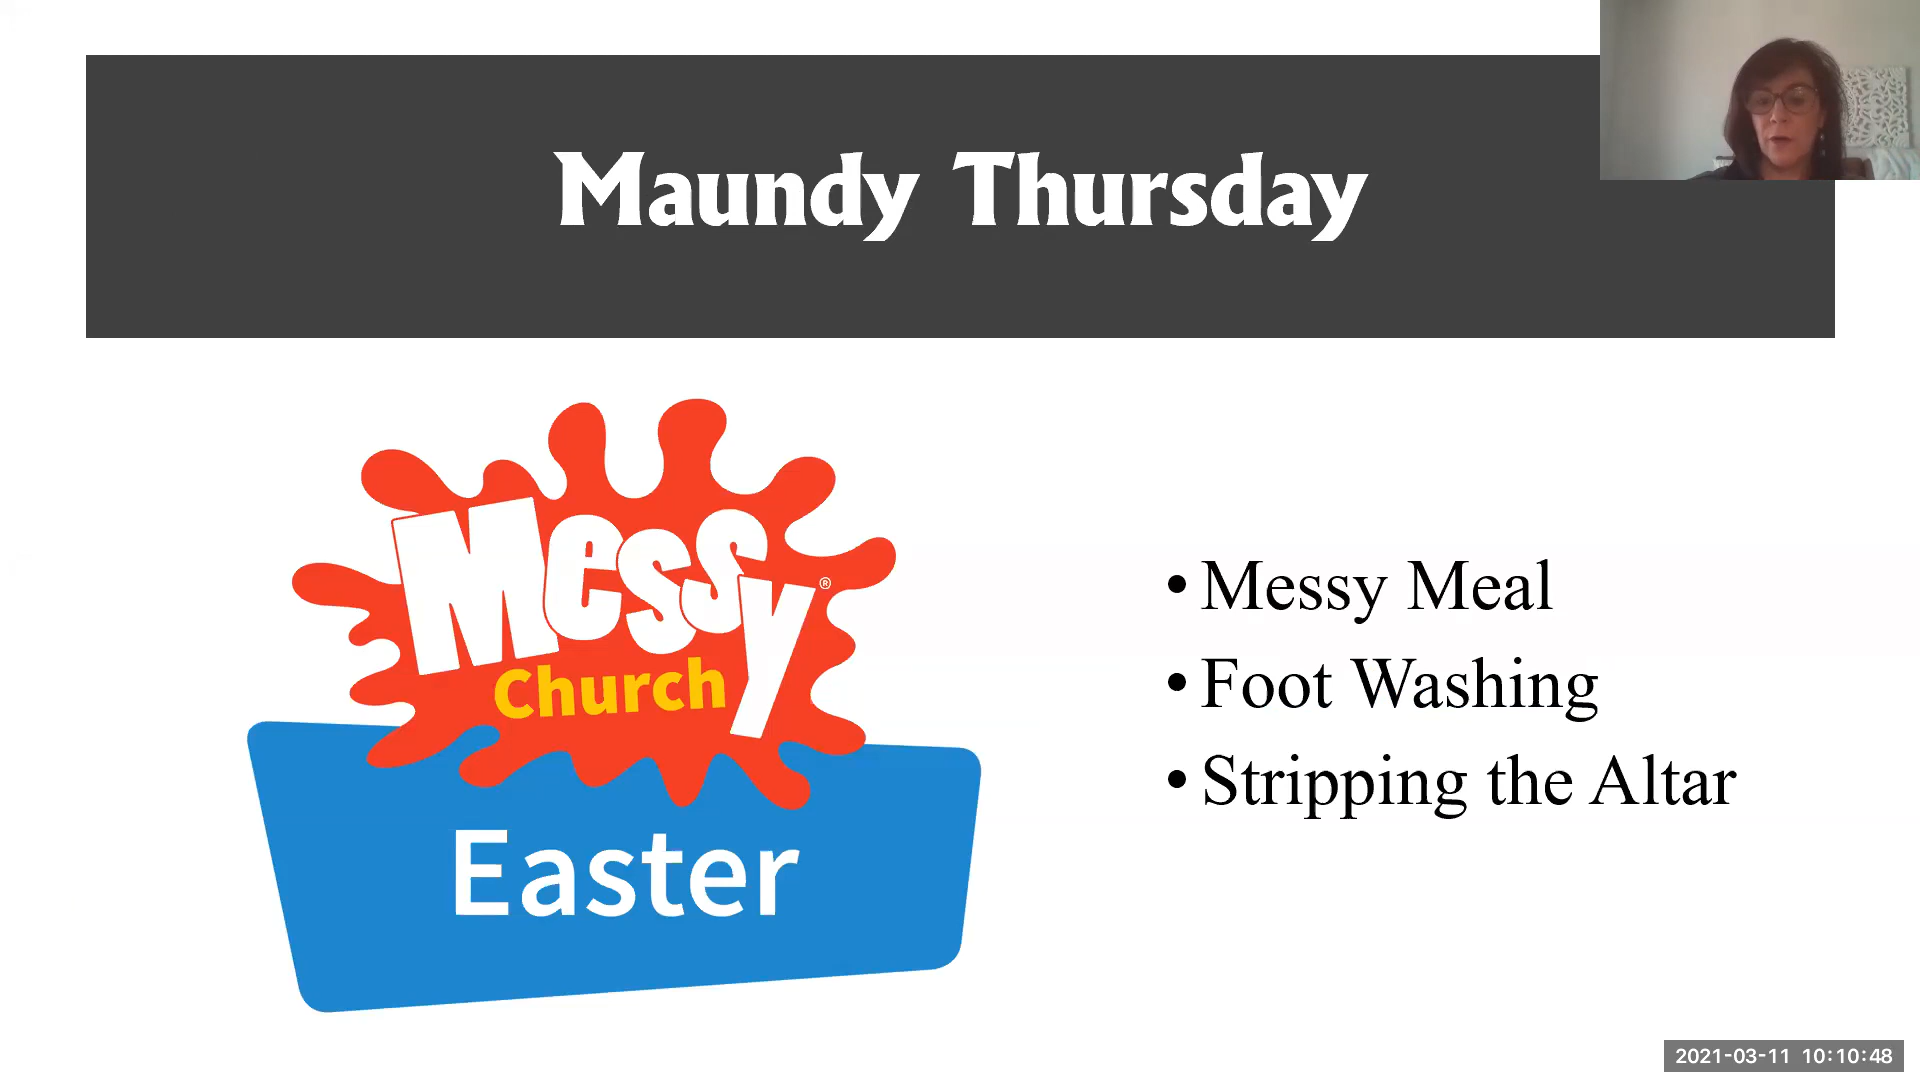 Maundy Thursday
Messy®
Church
Easter
• Messy Meal
• Foot Washing
• Stripping the Altar
2021-03-11 10:10:48